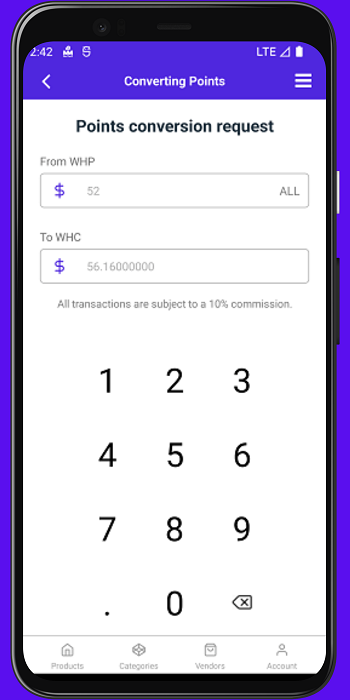 2:42 LTE
Converting Points
Points conversion request
From WHP
$ 52 ALL
To WHC
$ 56.16000000
All transactions are subject to a 10% commission.
1 2 3
4 5 6
7 8 9
. 0
Products Categories Vendors Account